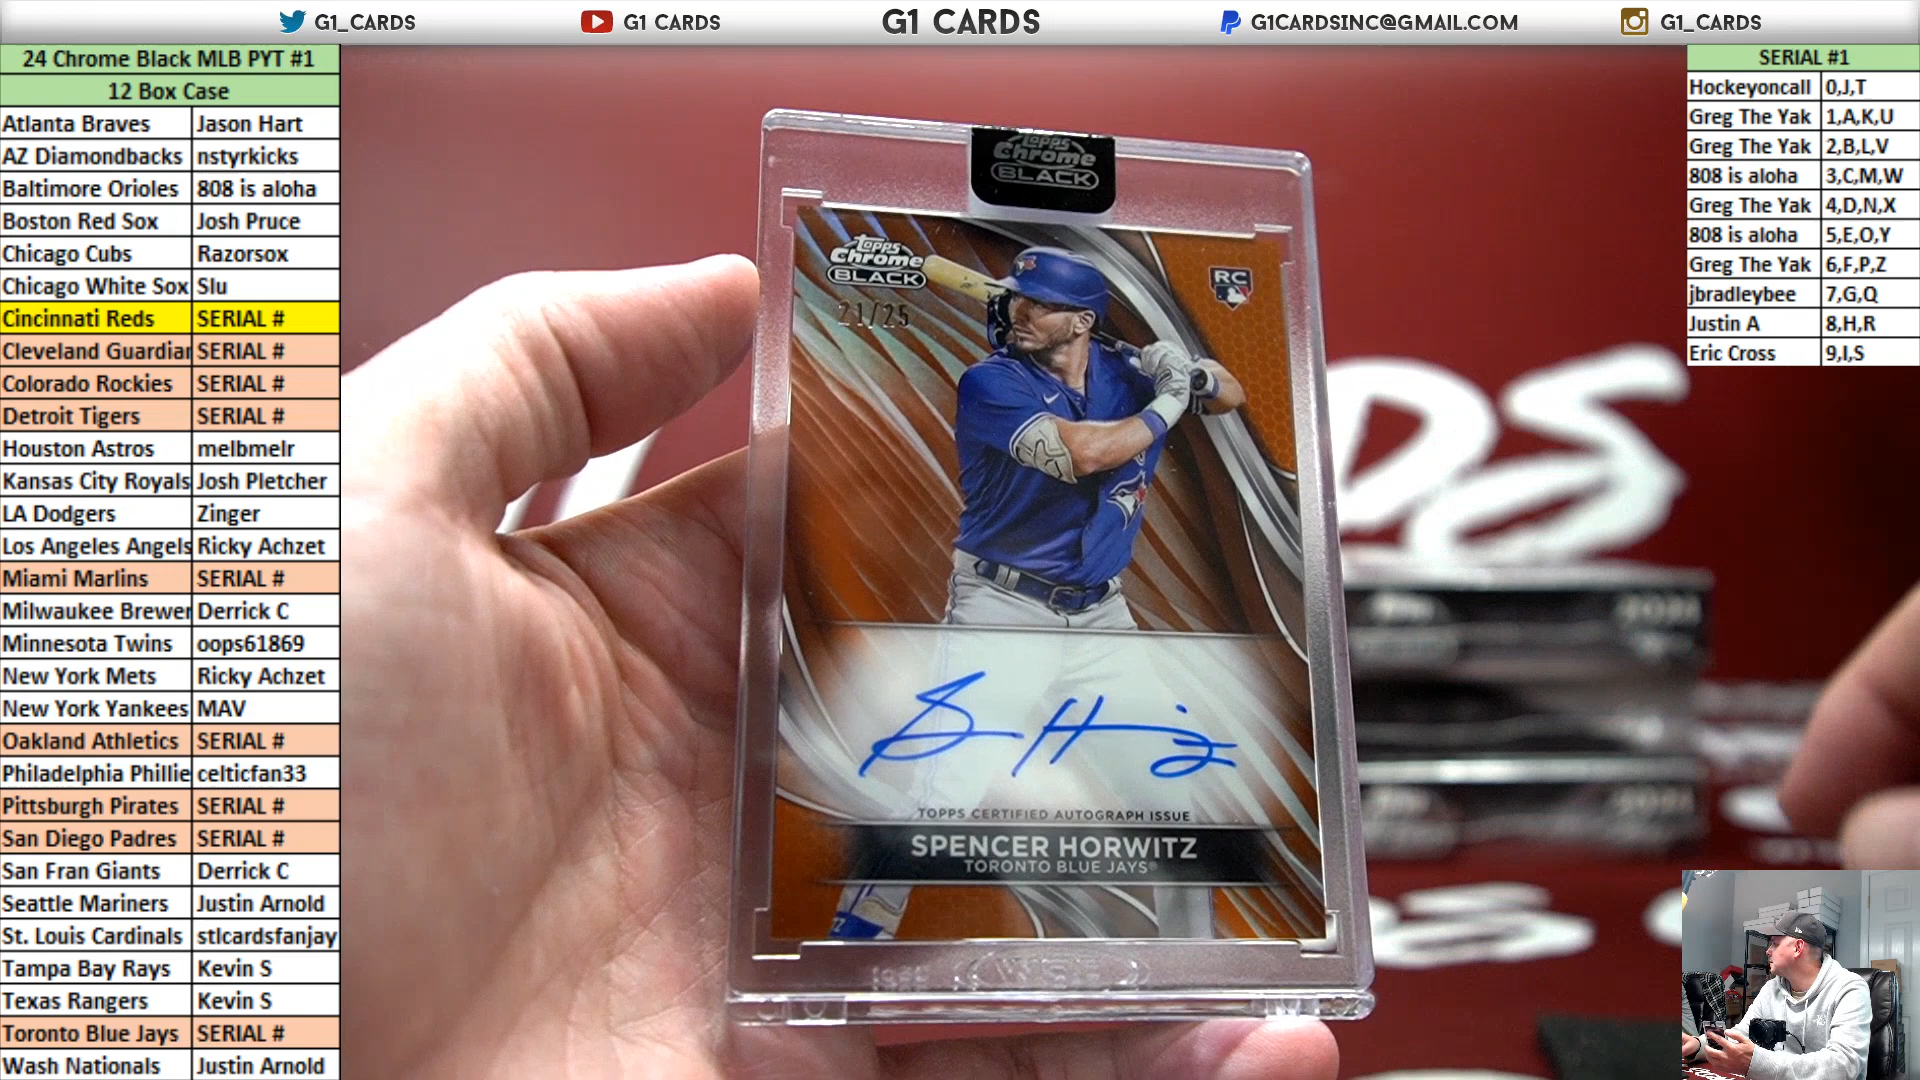 G1_CARDS
G1 CARDS
G1 CARDS
G1CARDSINC@GMAIL.COM
G1_CARDS
24 Chrome Black MLB PYT #1
12 Box Case
Atlanta Braves Jason Hart
AZ Diamondbacks nstyrkicks
Baltimore Orioles 808 is aloha
Boston Red Sox Josh Pruce
Chicago Cubs Razorsox
Chicago White Sox Slu
Cincinnati Reds SERIAL #
Cleveland Guardian SERIAL #
Colorado Rockies SERIAL #
Detroit Tigers SERIAL #
Houston Astros melbmelr
Kansas City Royals Josh Pletcher
LA Dodgers Zinger
Los Angeles Angels Ricky Achzet
Miami Marlins SERIAL #
Milwaukee Brewer Derrick C
Minnesota Twins oops61869
New York Mets Ricky Achzet
New York Yankees MAV
Oakland Athletics SERIAL #
Philadelphia Phillie celticfan33
Pittsburgh Pirates SERIAL #
San Diego Padres SERIAL #
San Fran Giants Derrick C
Seattle Mariners Justin Arnold
St. Louis Cardinals stlcardsfanjay
Tampa Bay Rays Kevin S
Texas Rangers Kevin S
Toronto Blue Jays SERIAL #
Wash Nationals Justin Arnold
SERIAL #1
Hockeyoncall 0,J,T
Greg The Yak 1,A,K,U
Greg The Yak 2,B,L,V
808 is aloha 3,C,M,W
Greg The Yak 4,D,N,X
808 is aloha 5,E,O,Y
Greg The Yak 6,F,P,Z
jbradleybee 7,G,Q
Justin A 8,H,R
Eric Cross 9,I,S
Topps
Chrome
BLACK
Topps
Chrome
BLACK
21/25
RC
TOPPS CERTIFIED AUTOGRAPH ISSUE
SPENCER HORWITZ
TORONTO BLUE JAYS®